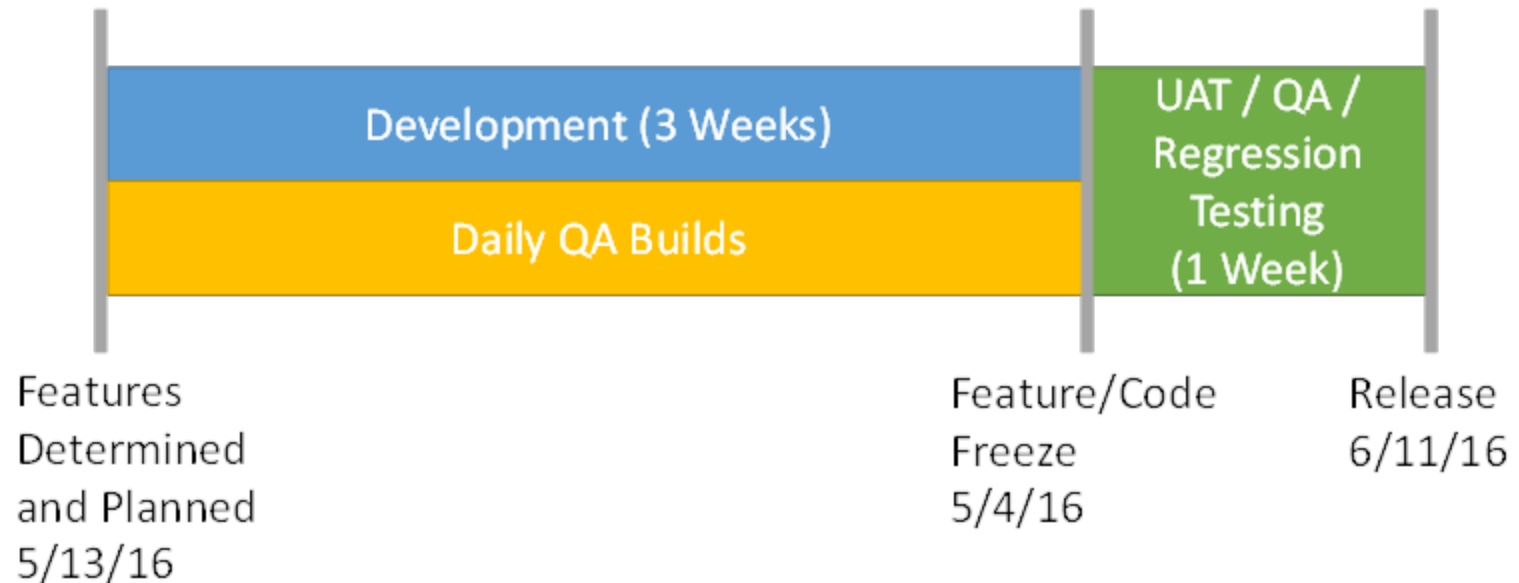 Development (3 Weeks)
Daily QA Builds
UAT / QA /
Regression
Testing
(1 Week)
Features
Determined
and Planned
5/13/16
Feature/Code
Freeze
5/4/16
Release
6/11/16